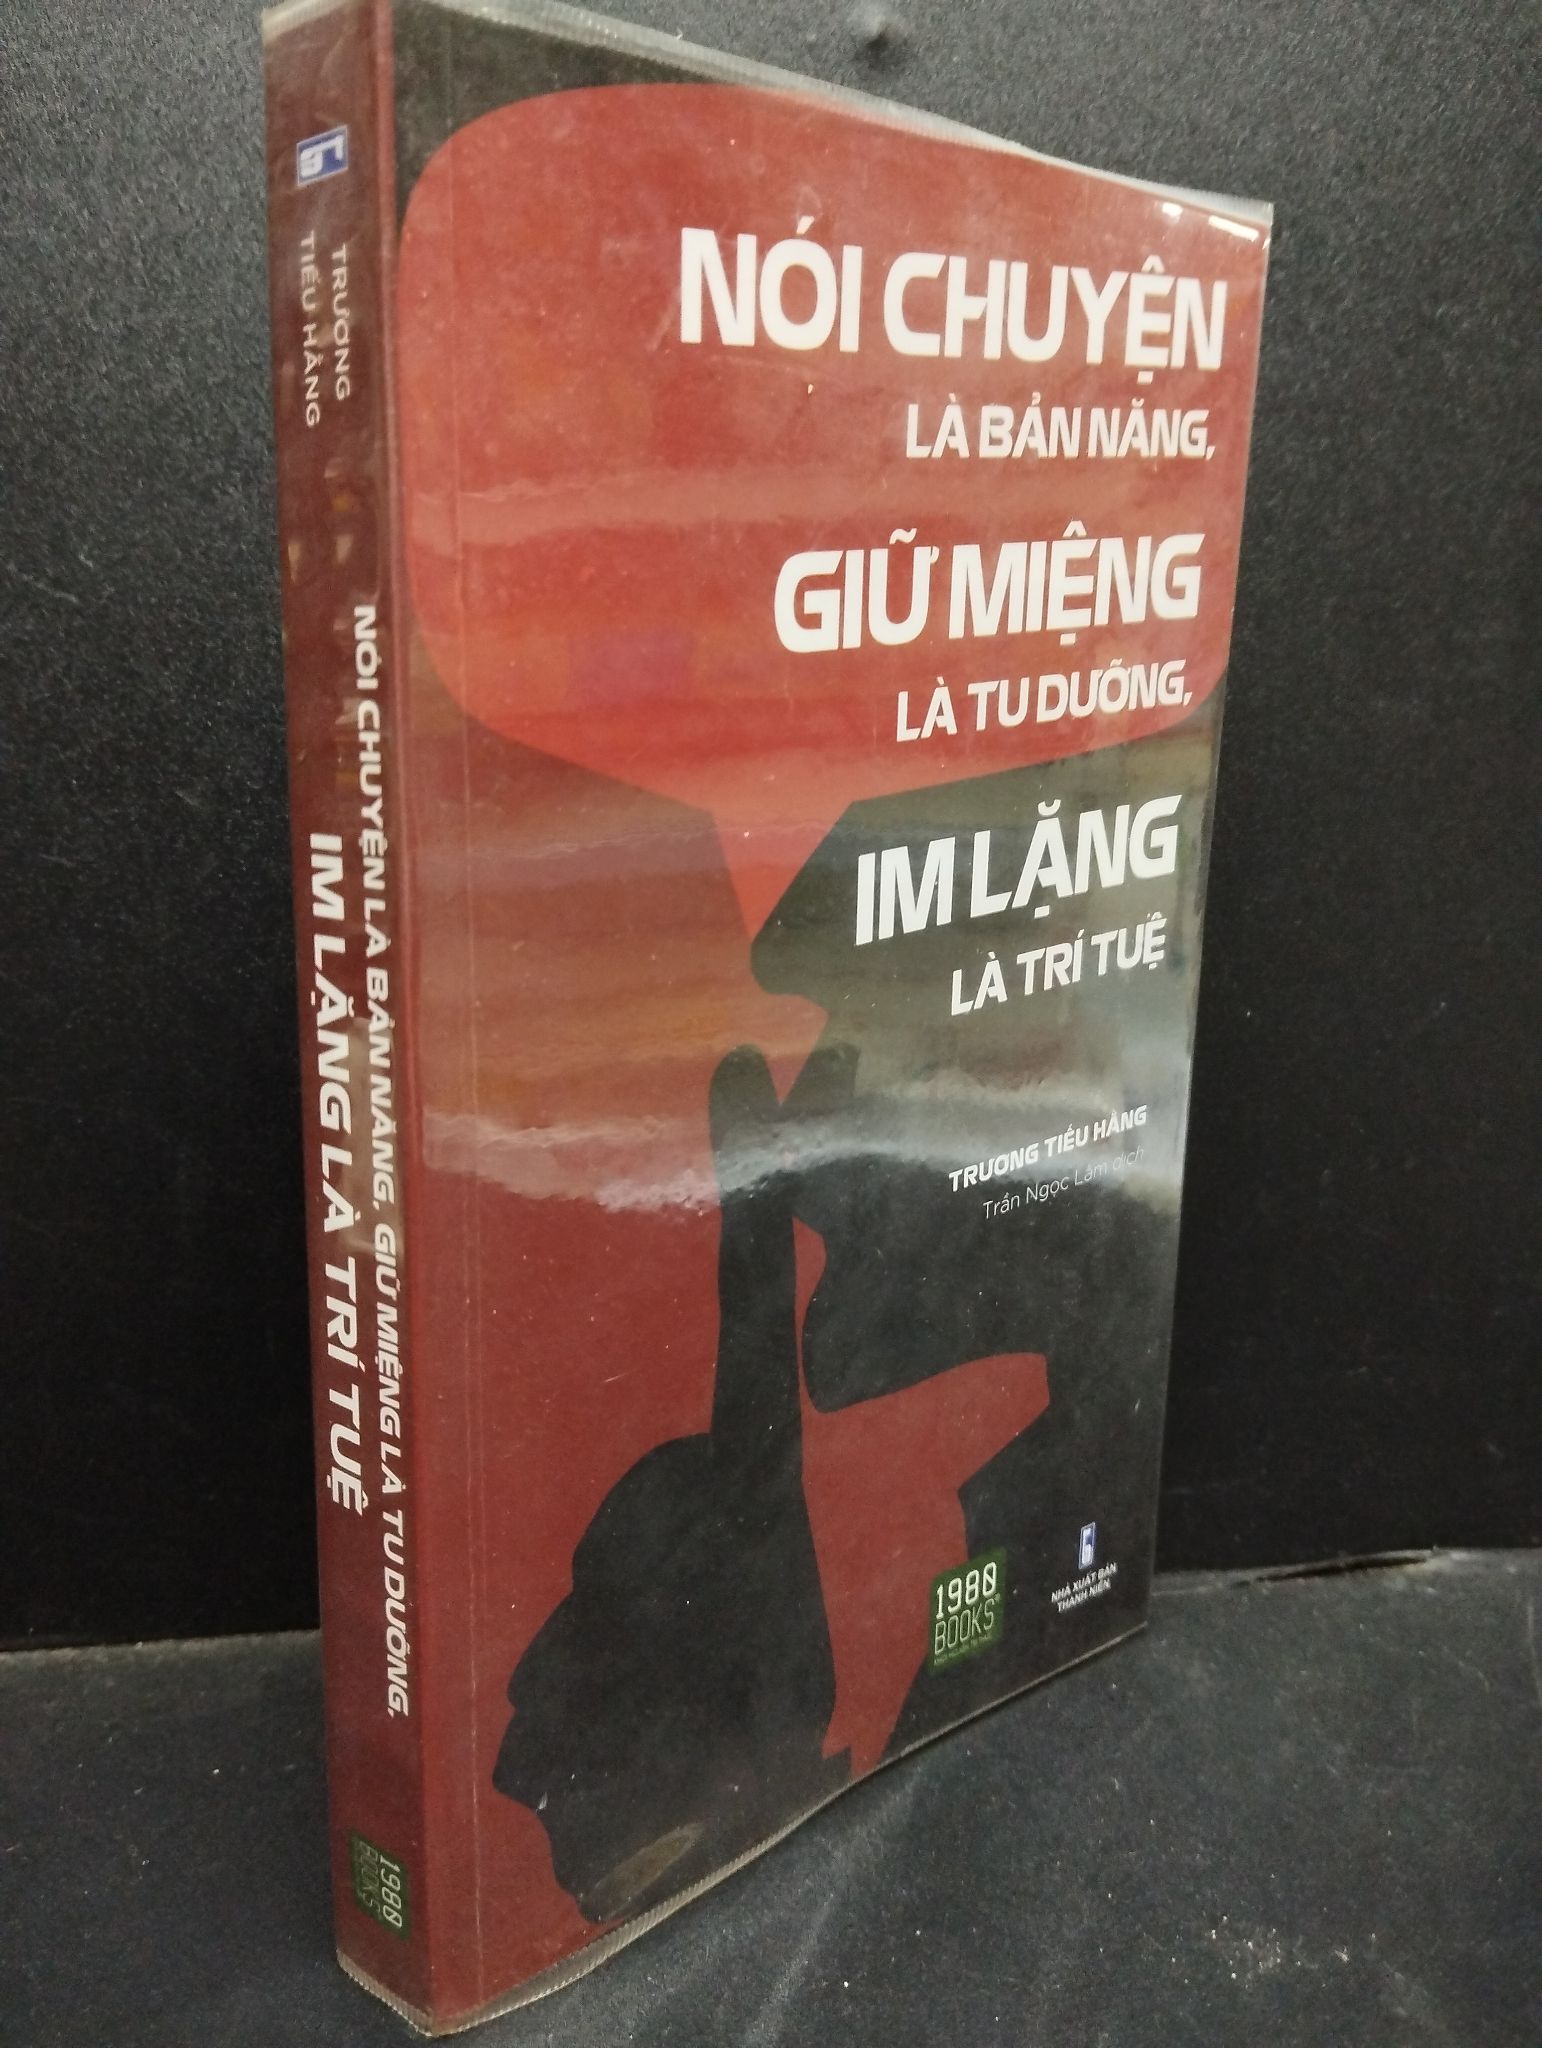 NÓI CHUYỆN
LÀ BẢN NĂNG,
GIỮ MIỆNG
LÀ TU DƯỠNG,
IM LẶNG
LÀ TRÍ TUỆ
TRƯƠNG TIẾU HẰNG
Trần Ngọc Lâm dịch
1980
BOOKS
NHÀ XUẤT BẢN
THANH NIÊN
TRƯƠNG
TIẾU HẰNG
NÓI CHUYỆN LÀ BẢN NĂNG, GIỮ MIỆNG LÀ TU DƯỠNG,
IM LẶNG LÀ TRÍ TUỆ
1980
BOOKS